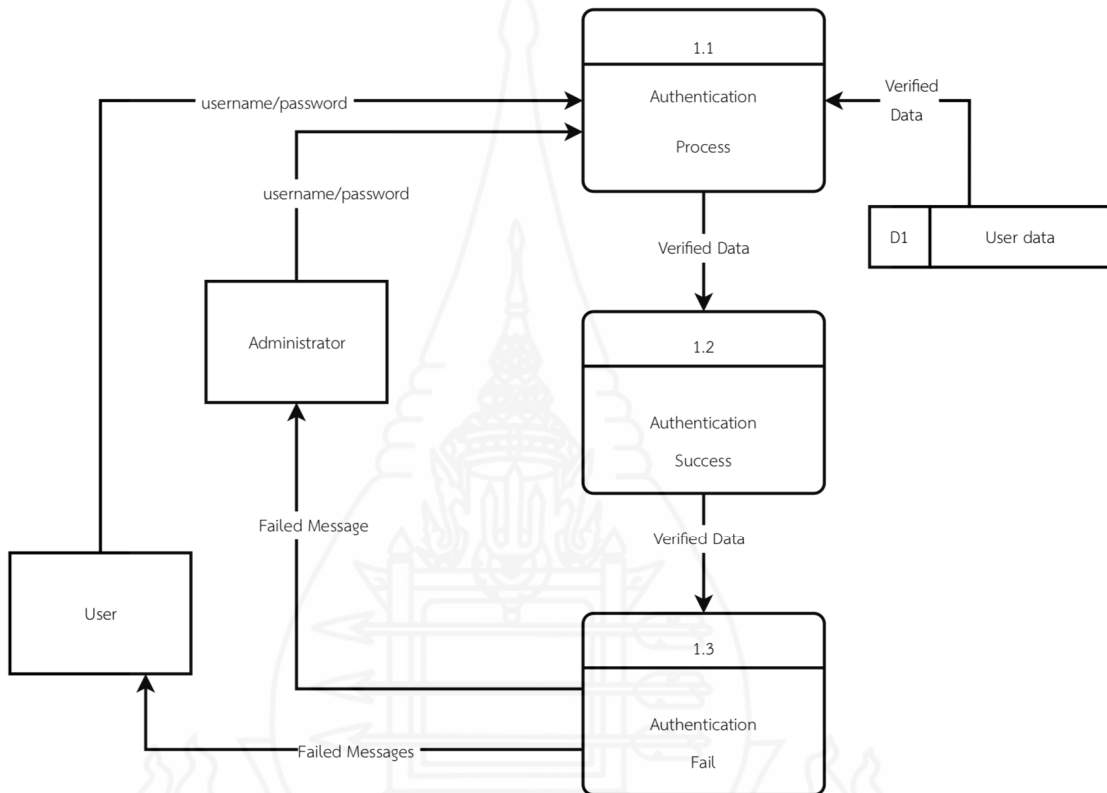 1.1
Authentication
Process
username/password
Verified
Data
username/password
D1
User data
Verified Data
Administrator
1.2
Authentication
Success
Failed Message
Verified Data
User
1.3
Authentication
Fail
Failed Messages